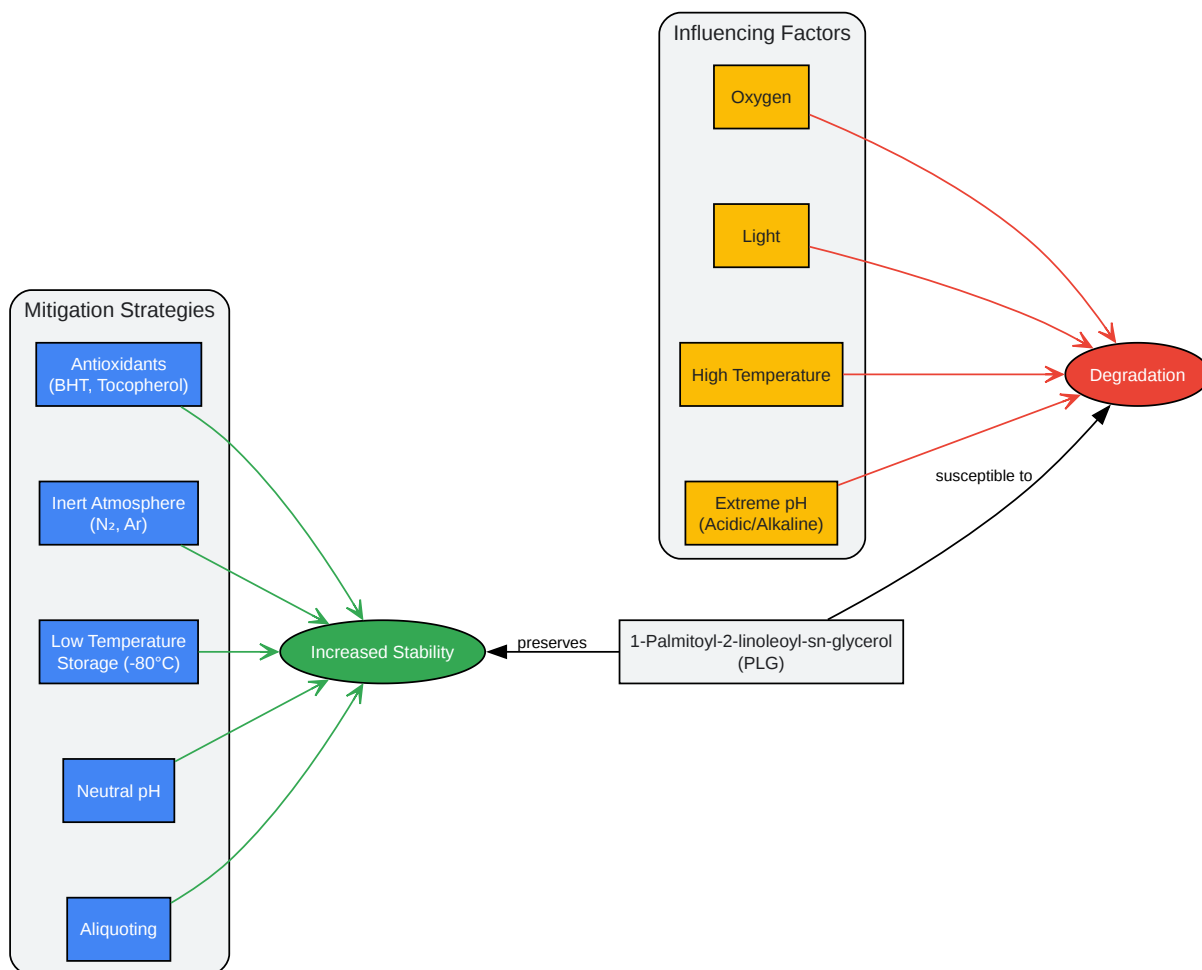 Influencing Factors
Oxygen
Light
High Temperature
Extreme pH
(Acidic/Alkaline)
Degradation
susceptible to
Mitigation Strategies
Antioxidants
(BHT, Tocopherol)
Inert Atmosphere
(N₂, Ar)
Low Temperature
Storage (-80°C)
Neutral pH
Aliquoting
Increased Stability
preserves
1-Palmitoyl-2-linoleoyl-sn-glycerol
(PLG)